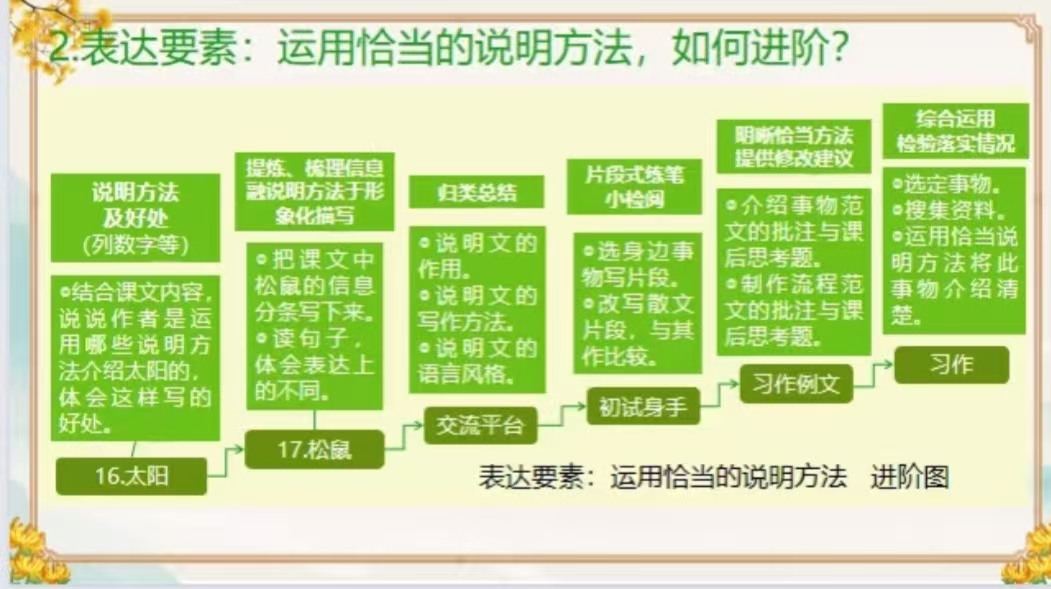 2.表达要素：运用恰当的说明方法，如何进阶？
说明方法
及好处
（列数字等）
●结合课文内容，
说说作者是运
用哪些说明方
法介绍太阳的，
体会这样写的
好处。
16.太阳
提炼、梳理信息
融说明方法于形
象化描写
●把课文中
松鼠的信息
分条写下来。
●读句子，
体会表达上
的不同。
17.松鼠
归类总结
●说明文的
作用。
●说明文的
写作方法。
●说明文的
语言风格。
交流平台
片段式练笔
小检阅
●选身边事
物写片段。
●改写散文
片段，与其
作比较。
初试身手
明晰恰当方法
提供修改建议
●介绍事物范
文的批注与课
后思考题。
●制作流程范
文的批注与课
后思考题。
习作例文
综合运用
检验落实情况
●选定事物。
●搜集资料。
●运用恰当说
明方法将此
事物介绍清
楚。
习作
表达要素：运用恰当的说明方法 进阶图